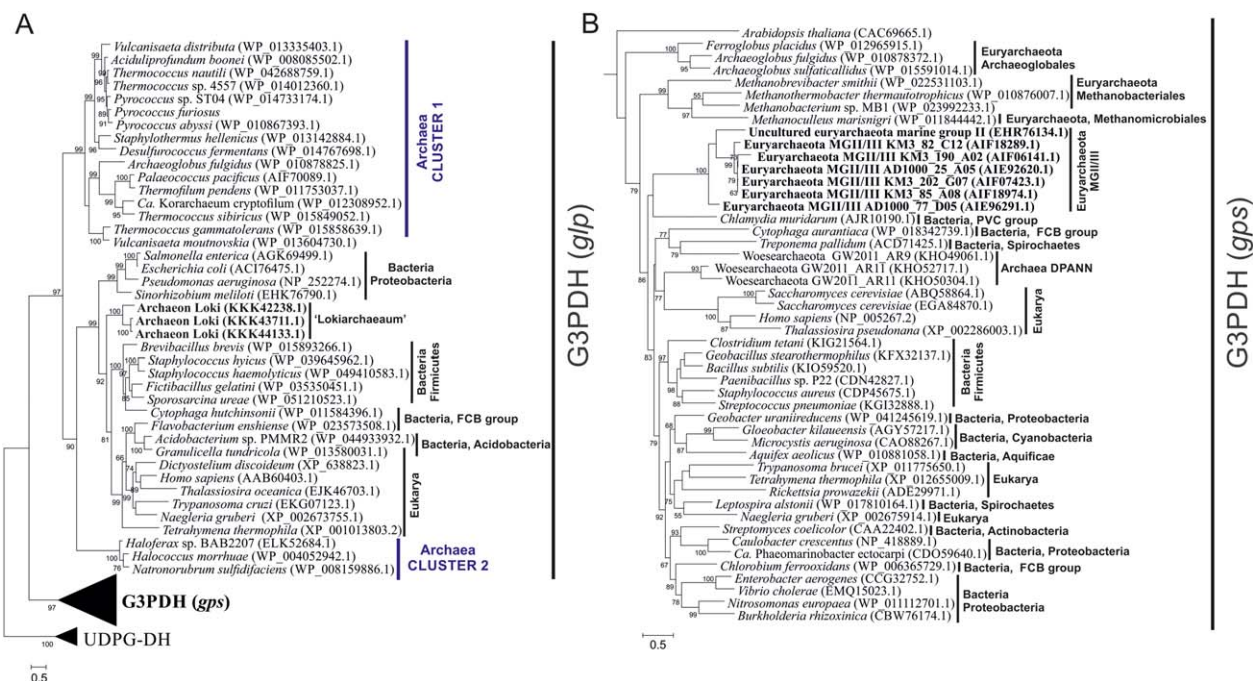 A
Vulcanisaeta distributa (WP_013335403.1)
Aciduliprofundum boonei (WP_008085502.1)
Thermococcus nautili (WP_042688759.1)
Thermococcus sp. 4557 (WP_014012360.1)
Pyrococcus sp. ST04 (WP_014733174.1)
Pyrococcus furiosus
Pyrococcus abyssi (WP_010867393.1)
Staphylothermus hellenicus (WP_013142884.1)
Desulfurococcus fermentans (WP_014767698.1)
Archaeoglobus fulgidus (WP_010878825.1)
Palaeococcus pacificus (AIF70089.1)
Thermofilum pendens (WP_011753037.1)
Ca. Korarchaeum cryptofilum (WP_012308952.1)
Thermococcus sibiricus (WP_015849052.1)
Thermococcus gammatolerans (WP_015858639.1)
Vulcanisaeta moutnovskia (WP_013604730.1)
Archaea
CLUSTER 1
Salmonella enterica (AGK69499.1)
Escherichia coli (ACI76475.1)
Pseudomonas aeruginosa (NP_252274.1)
Sinorhizobium meliloti (EHK76790.1)
Bacteria
Proteobacteria
Archaeon Loki (KKK42238.1)
Archaeon Loki (KKK43711.1)
Archaeon Loki (KKK44133.1)
'Lokiarchaeum'
Brevibacillus brevis (WP_015893266.1)
Staphylococcus hyicus (WP_039645962.1)
Staphylococcus haemolyticus (WP_049410583.1)
Fictibacillus gelatini (WP_035350451.1)
Sporosarcina ureae (WP_051210523.1)
Bacteria
Firmicutes
Cytophaga hutchinsonii (WP_011584396.1)
Flavobacterium enshiense (WP_023573508.1)
Bacteria, FCB group
Acidobacterium sp. PMMR2 (WP_044933932.1)
Granulicella tundricola (WP_013580031.1)
Bacteria, Acidobacteria
Dictyostelium discoideum (XP_638823.1)
Homo sapiens (AAB60403.1)
Thalassiosira oceanica (EJK46703.1)
Trypanosoma cruzi (EKG07123.1)
Naegleria gruberi (XP_002673755.1)
Tetrahymena thermophila (XP_001013803.2)
Eukarya
Haloferax sp. BAB2207 (ELK52684.1)
Halococcus morrhuae (WP_004052942.1)
Natronorubrum sulfidifaciens (WP_008159886.1)
Archaea
CLUSTER 2
G3PDH (glp)
97 G3PDH (gps)
100 UDPG-DH
0.5
B
Arabidopsis thaliana (CAC69665.1)
Ferroglobus placidus (WP_012965915.1)
Archaeoglobus fulgidus (WP_010878372.1)
Archaeoglobus sulfaticallidus (WP_015591014.1)
Euryarchaeota
Archaeoglobales
Methanobrevibacter smithii (WP_022531103.1)
Methanothermobacter thermautotrophicus (WP_010876007.1)
Methanobacterium sp. MB1 (WP_023992233.1)
Euryarchaeota
Methanobacteriales
Methanoculleus marisnigri (WP_011844442.1)
Euryarchaeota, Methanomicrobiales
Uncultured euryarchaeota marine group II (EHR76134.1)
Euryarchaeota MGII/III KM3_82_C12 (AIF18289.1)
Euryarchaeota MGII/III KM3_190_A02 (AIF06141.1)
Euryarchaeota MGII/III AD1000_25_A05 (AIE92620.1)
Euryarchaeota MGII/III KM3_202_G07 (AIF07423.1)
Euryarchaeota MGII/III KM3_85_A08 (AIF18974.1)
Euryarchaeota MGII/III AD1000_77_D05 (AIE96291.1)
Euryarchaeota
MGII/III
Chlamydia muridarum (AJR10190.1)
Bacteria, PVC group
Cytophaga aurantiaca (WP_018342739.1)
Bacteria, FCB group
Treponema pallidum (ACD71425.1)
Bacteria, Spirochaetes
Woesearchaeota GW2011_AR9 (KHO49061.1)
Woesearchaeota GW2011_AR11 (KHO52717.1)
Woesearchaeota GW2011_AR11 (KHO50304.1)
Archaea DPANN
Saccharomyces cerevisiae (ABQ58864.1)
Saccharomyces cerevisiae (EGA84870.1)
Homo sapiens (NP_005267.2)
Thalassiosira pseudonana (XP_002286003.1)
Eukarya
Clostridium tetani (KIG21564.1)
Geobacillus stearothermophilus (KFX32137.1)
Bacillus subtilis (KIO59520.1)
Paenibacillus sp. P22 (CDN42827.1)
Staphylococcus aureus (CDP45675.1)
Streptococcus pneumoniae (KGI32888.1)
Bacteria
Firmicutes
Geobacter uraniireducens (WP_041245619.1)
Bacteria, Proteobacteria
Gloeobacter kilaueensis (AGY57217.1)
Microcystis aeruginosa (CAO88267.1)
Bacteria, Cyanobacteria
Aquifex aeolicus (WP_010881058.1)
Bacteria, Aquificae
Trypanosoma brucei (XP_011775650.1)
Tetrahymena thermophila (XP_012655009.1)
Rickettsia prowazekii (ADE29971.1)
Eukarya
Leptospira alstonii (WP_017810164.1)
Bacteria, Spirochaetes
Naegleria gruberi (XP_002675914.1)
Eukarya
Streptomyces coelicolor (CAA22402.1)
Bacteria, Actinobacteria
Caulobacter crescentus (NP_418889.1)
Ca. Phaeomarinobacter ectocarpi (CDO59640.1)
Bacteria, Proteobacteria
Chlorobium ferrooxidans (WP_006365729.1)
Bacteria, FCB group
Enterobacter aerogenes (CCG32752.1)
Vibrio cholerae (EMQ15023.1)
Nitrosomonas europaea (WP_011112701.1)
Burkholderia rhizoxinica (CBW76174.1)
Bacteria
Proteobacteria
G3PDH (gps)
0.5